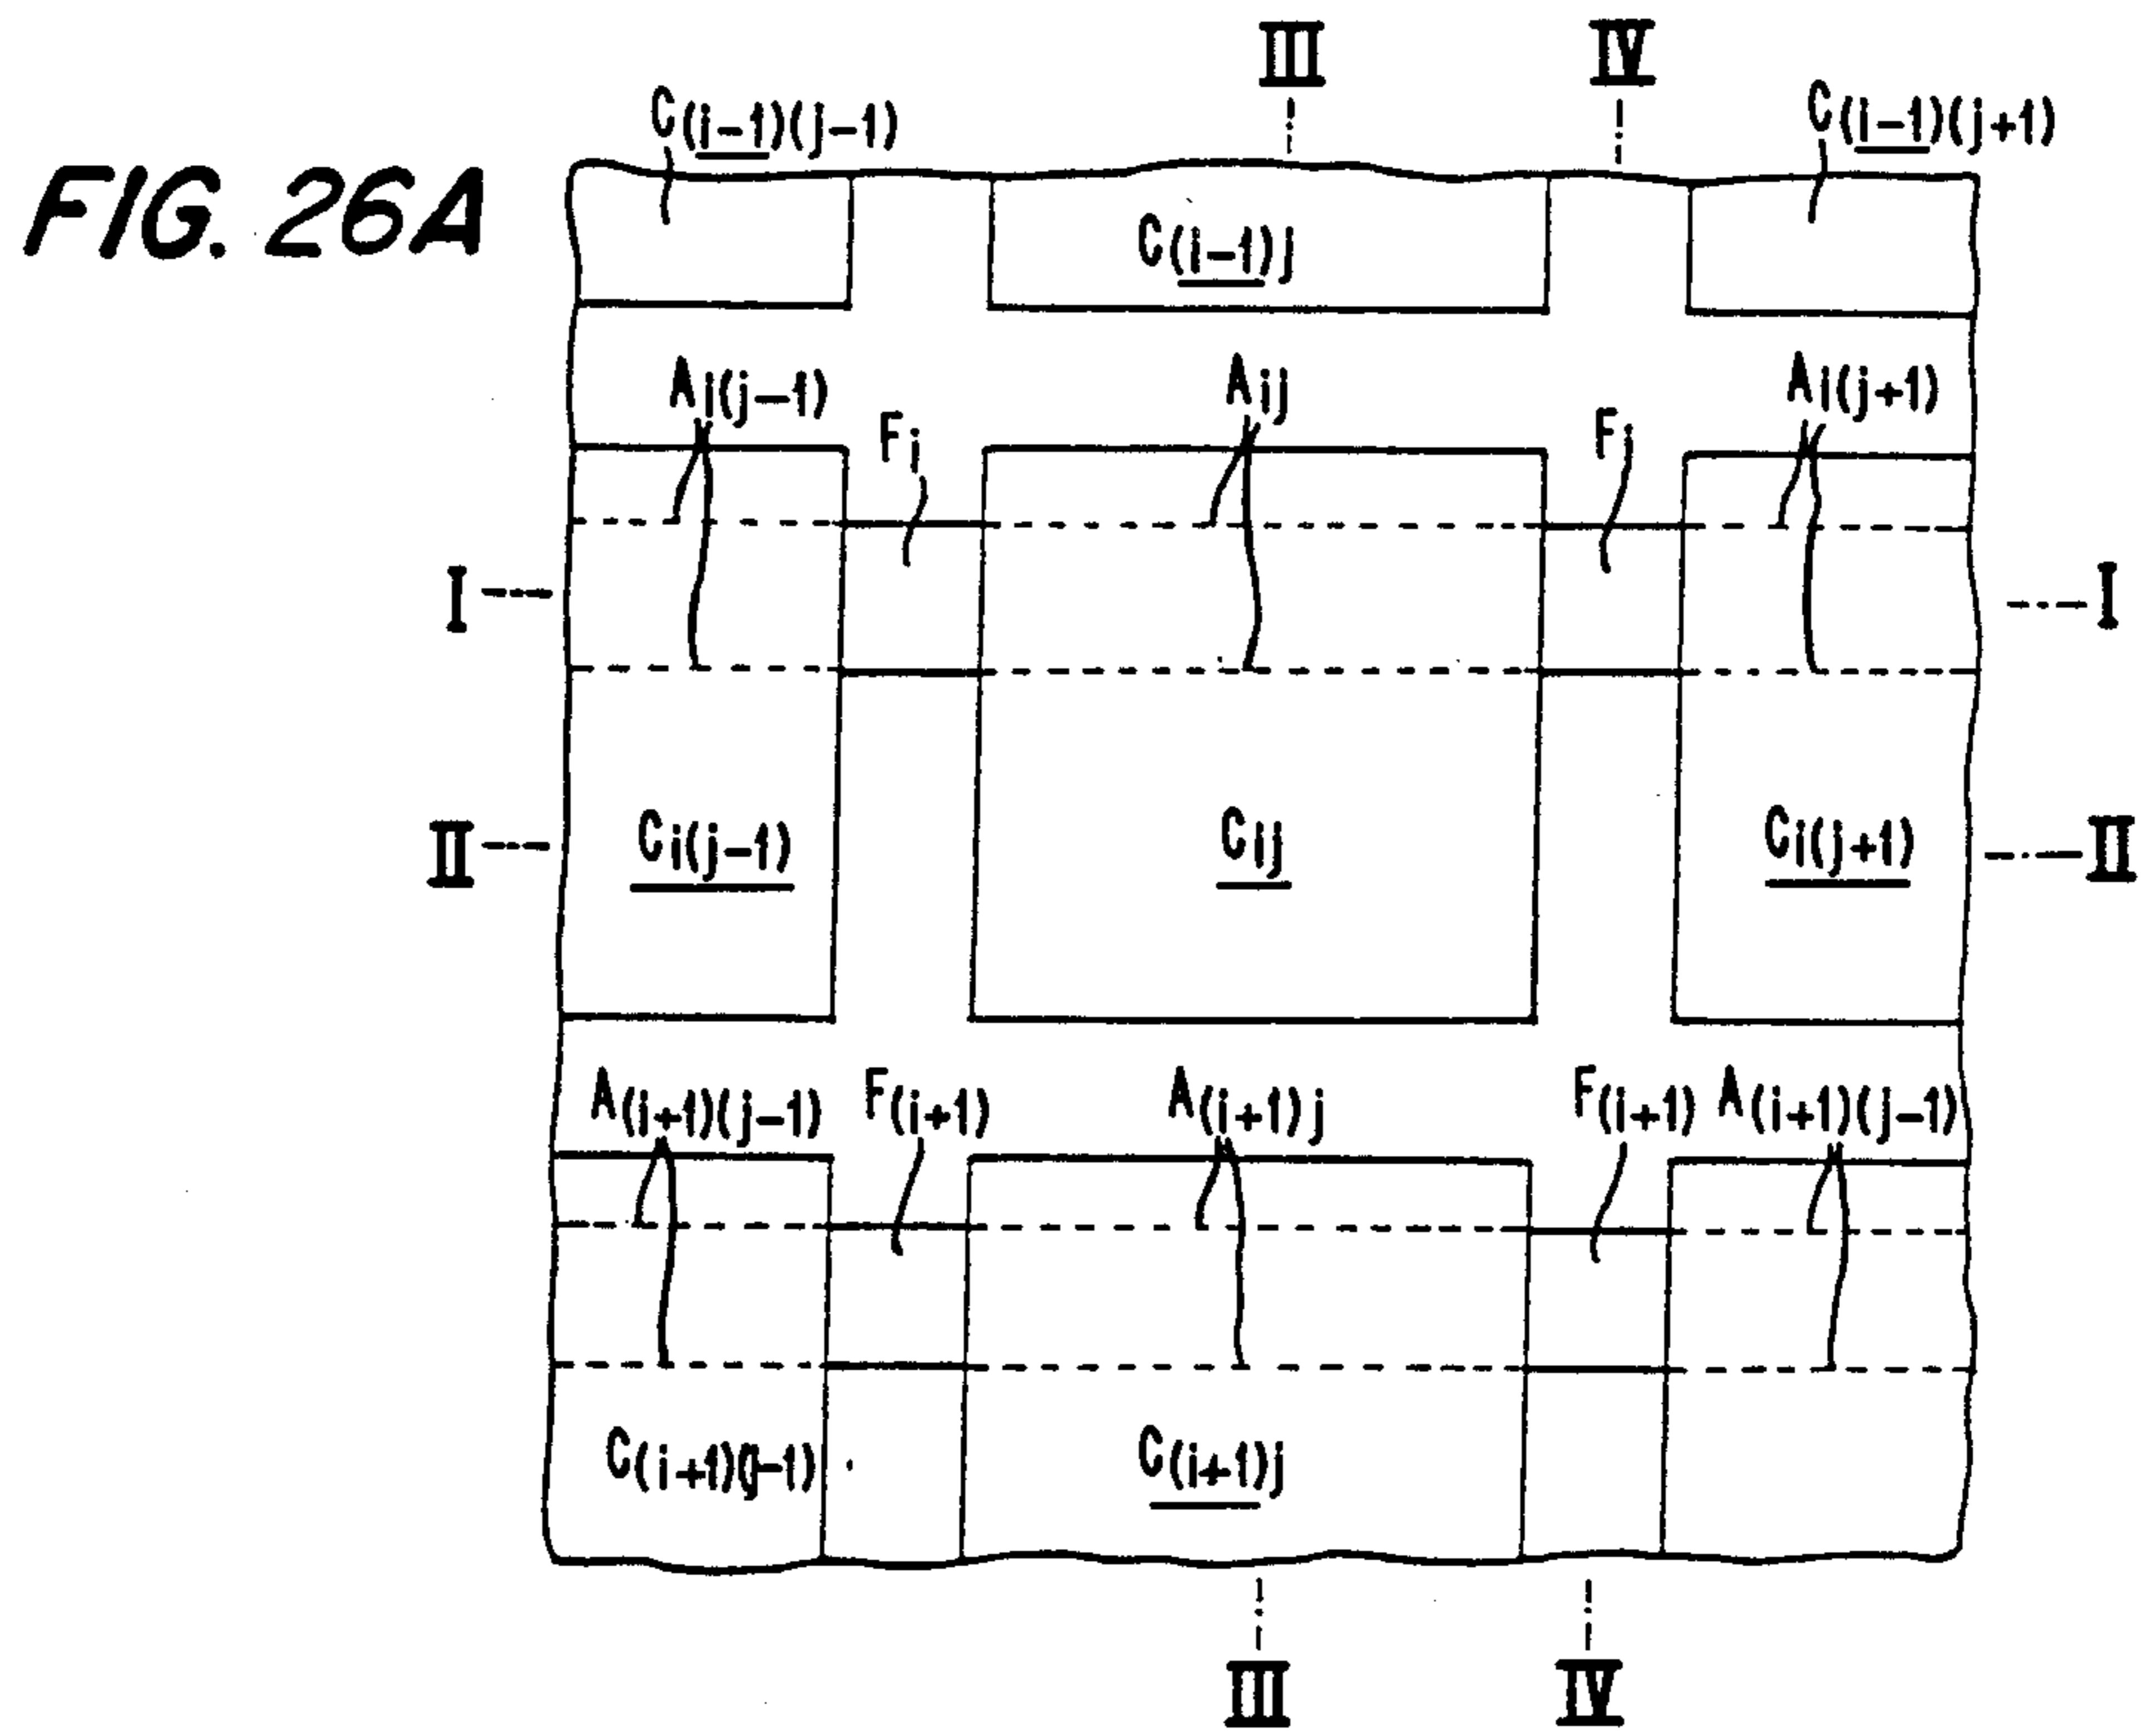 FIG. 26A
III IV
C(i-1)(j-1) C(i-1)(j+1)
C(i-1)j
Ai(j-1) Aij Ai(j+1)
Fi Fi
I I
II Ci(j-1) Cij Ci(j+1) II
A(i+1)(j-1) F(i+1) A(i+1)j F(i+1) A(i+1)(j-1)
C(i+1)(j-1) C(i+1)j
III IV